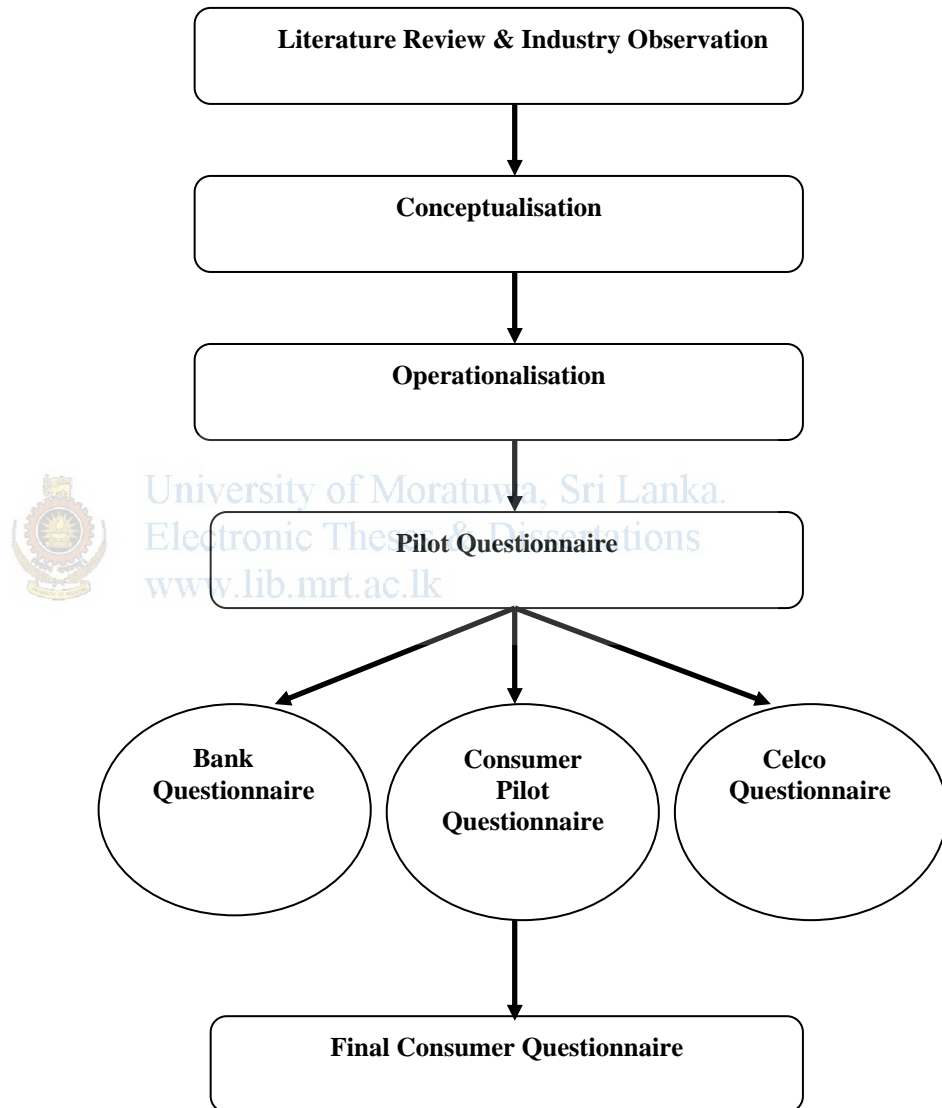 Literature Review & Industry Observation
Conceptualisation
Operationalisation
University of Moratuwa, Sri Lanka.
Electronic Theses & Dissertations
www.lib.mrt.ac.lk
Pilot Questionnaire
Bank
Questionnaire
Consumer
Pilot
Questionnaire
Celco
Questionnaire
Final Consumer Questionnaire